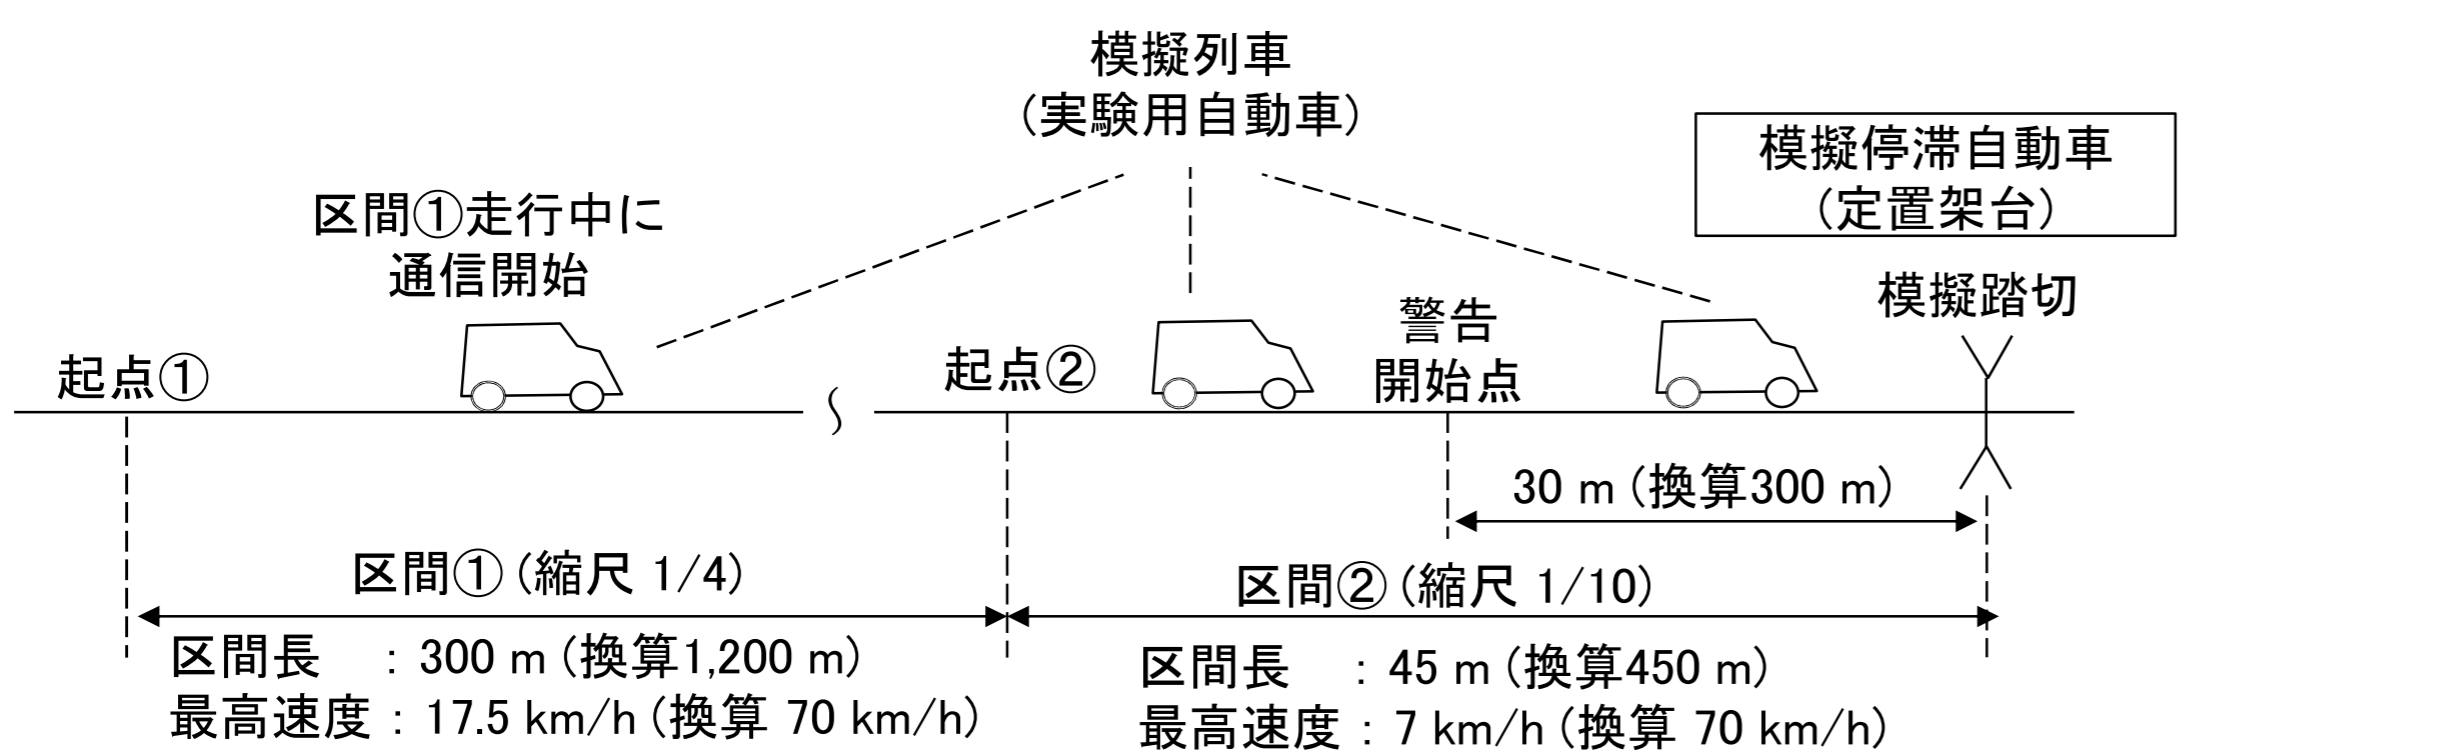 模擬列車
(実験用自動車)
模擬停滞自動車
(定置架台)
区間①走行中に
通信開始
模擬踏切
警告
開始点
起点①
起点②
30 m (換算300 m)
区間① (縮尺 1/4)
区間② (縮尺 1/10)
区間長 : 300 m (換算1,200 m)
最高速度 : 17.5 km/h (換算 70 km/h)
区間長 : 45 m (換算450 m)
最高速度 : 7 km/h (換算 70 km/h)